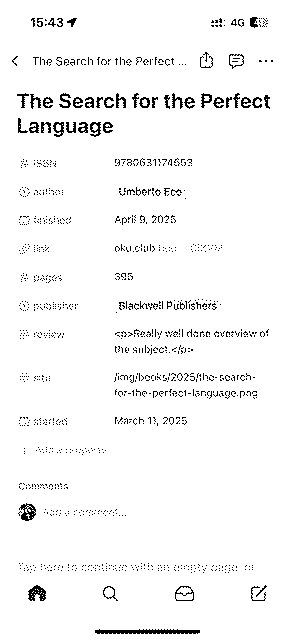 15:43
4G
The Search for the Perfect ...
The Search for the Perfect
Language
ISBN
9780631174653
author
Umberto Eco
finished
April 9, 2025
link
oku.club
pages
395
publisher
Blackwell Publishers
review
<p>Really well done overview of
the subject.</p>
started
/img/books/2025/the-search-
for-the-perfect-language.png
March 11, 2025
Add a property
Comments
Add a comment...
Tap here to continue with an empty page, or